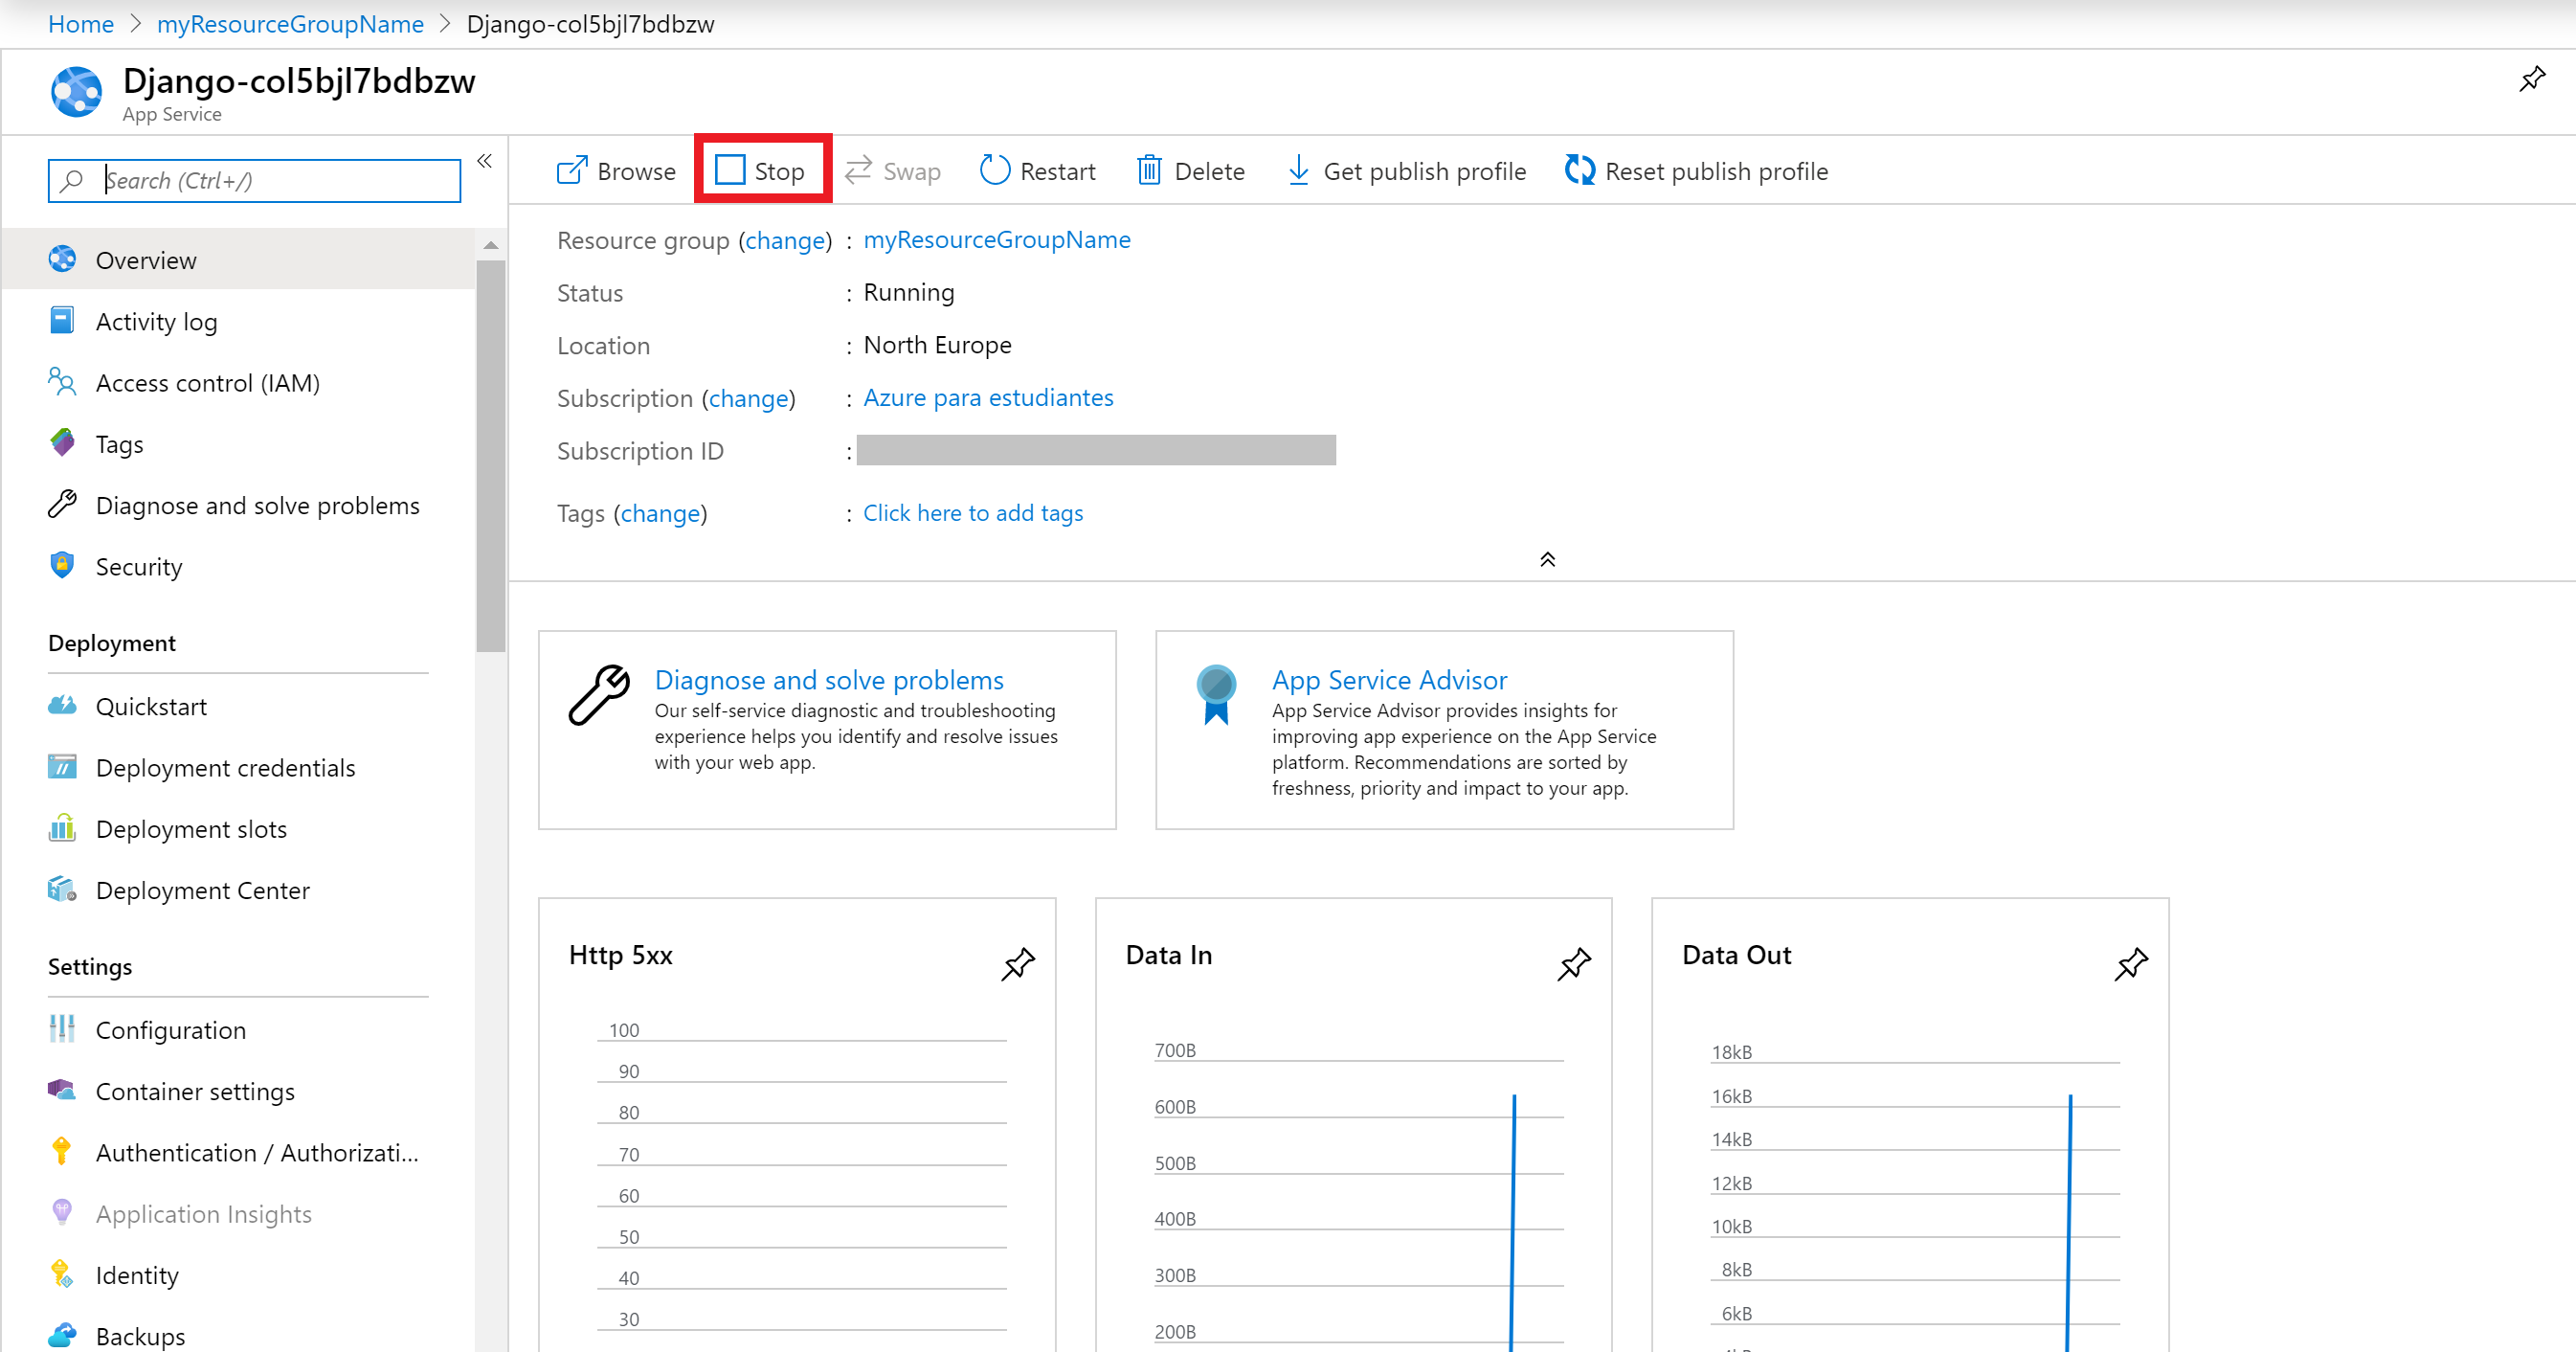 Home > myResourceGroupName > Django-col5bjl7bdbzw
Django-col5bjl7bdbzw
App Service
Search (Ctrl+/)
Overview
Activity log
Access control (IAM)
Tags
Diagnose and solve problems
Security
Deployment
Quickstart
Deployment credentials
Deployment slots
Deployment Center
Settings
Configuration
Container settings
Authentication / Authorizati...
Application Insights
Identity
Backups
Browse Stop Swap Restart Delete Get publish profile Reset publish profile
Resource group (change) : myResourceGroupName
Status : Running
Location : North Europe
Subscription (change) : Azure para estudiantes
Subscription ID :
Tags (change) : Click here to add tags
Diagnose and solve problems
Our self-service diagnostic and troubleshooting
experience helps you identify and resolve issues
with your web app.
App Service Advisor
App Service Advisor provides insights for
improving app experience on the App Service
platform. Recommendations are sorted by
freshness, priority and impact to your app.
Http 5xx
100
90
80
70
60
50
40
30
Data In
700B
600B
500B
400B
300B
200B
Data Out
18kB
16kB
14kB
12kB
10kB
8kB
6kB